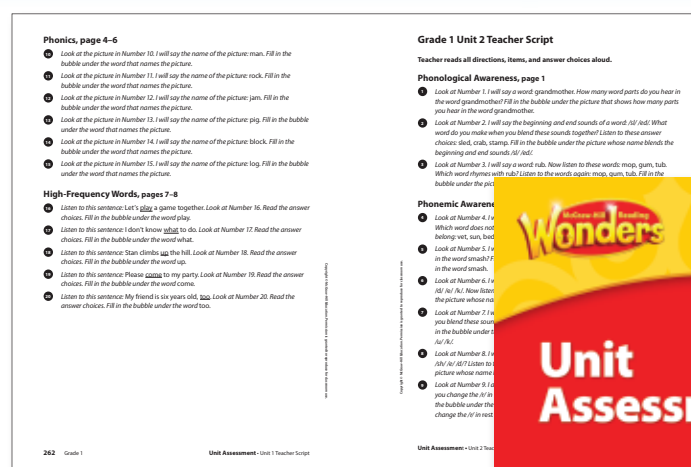 Phonics, page 4–6
10 Look at the picture in Number 10. I will say the name of the picture: man. Fill in the
bubble under the word that names the picture.
11 Look at the picture in Number 11. I will say the name of the picture: rock. Fill in the
bubble under the word that names the picture.
12 Look at the picture in Number 12. I will say the name of the picture: jam. Fill in the
bubble under the word that names the picture.
13 Look at the picture in Number 13. I will say the name of the picture: pig. Fill in the bubble
under the word that names the picture.
14 Look at the picture in Number 14. I will say the name of the picture: block. Fill in the
bubble under the word that names the picture.
15 Look at the picture in Number 15. I will say the name of the picture: log. Fill in the
bubble under the word that names the picture.
High-Frequency Words, pages 7–8
16 Listen to this sentence: Let's play a game together. Look at Number 16. Read the answer
choices. Fill in the bubble under the word play.
17 Listen to this sentence: I don't know what to do. Look at Number 17. Read the answer
choices. Fill in the bubble under the word what.
18 Listen to this sentence: Stan climbs up the hill. Look at Number 18. Read the answer
choices. Fill in the bubble under the word up.
19 Listen to this sentence: Please come to my party. Look at Number 19. Read the answer
choices. Fill in the bubble under the word come.
20 Listen to this sentence: My friend is six years old, too. Look at Number 20. Read the
answer choices. Fill in the bubble under the word too.
262 Grade 1
Unit Assessment • Unit 1 Teacher Script
Grade 1 Unit 2 Teacher Script
Teacher reads all directions, items, and answer choices aloud.
Phonological Awareness, page 1
1 Look at Number 1. I will say a word: grandmother. How many word parts do you hear in
the word grandmother? Fill in the bubble under the picture that shows how many parts
you hear in the word grandmother.
2 Look at Number 2. I will say the beginning and end sounds of a word: /sl/ /ed/. What
word do you make when you blend these sounds together? Listen to these answer
choices: sled, crab, stamp. Fill in the bubble under the picture whose name blends the
beginning and end sounds /sl/ /ed/.
3 Look at Number 3. I will say a word: rub. Now listen to these words: mop, gum, tub.
Which word rhymes with rub? Listen to the words again: mop, gum, tub. Fill in the
bubble under the pic
Phonemic Awarene
4 Look at Number 4. I w
Which word does not
belong: vet, sun, bed
5 Look at Number 5. I w
in the word smash? F
in the word smash.
6 Look at Number 6. I w
/d/ /e/ /k/. Now listen
the picture whose na
7 Look at Number 7. I w
you blend these soun
in the bubble under t
/u/ /k/.
8 Look at Number 8. I w
/sh/ /e/ /d/? Listen to t
picture whose name
9 Look at Number 9. I a
you change the /r/ in
the bubble under the
change the /r/ in rest
Unit Assessment • Unit 2 Teac
McGraw-Hill Reading
Wonders
Unit
Assessm